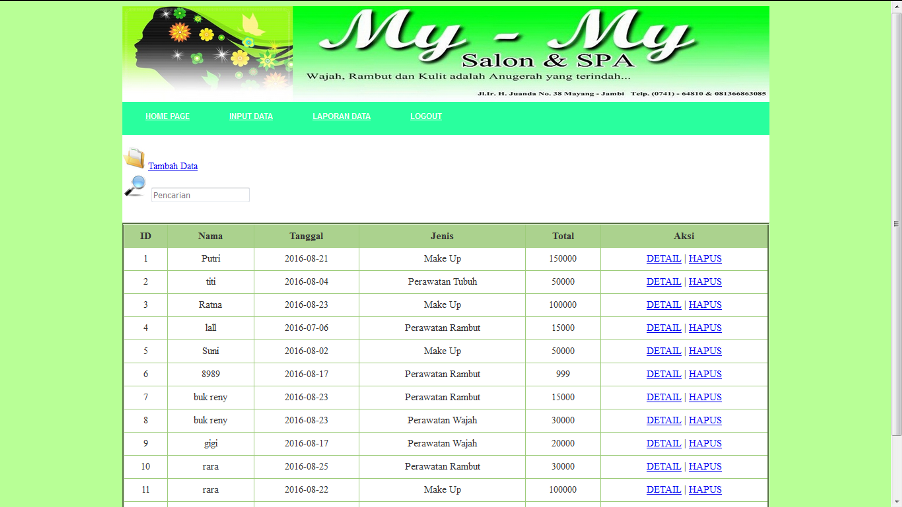 My - My
Salon & SPA
Wajah, Rambut dan Kulit adalah Anugerah yang terindah...
Jl.Ir. H. Juanda No. 38 Mayang - Jambi Telp. (0741) - 64810 & 081366863085
HOME PAGE INPUT DATA LAPORAN DATA LOGOUT
Tambah Data
Pencarian
ID Nama Tanggal Jenis Total Aksi
1 Putri 2016-08-21 Make Up 150000 DETAIL | HAPUS
2 titi 2016-08-04 Perawatan Tubuh 50000 DETAIL | HAPUS
3 Ratna 2016-08-23 Make Up 100000 DETAIL | HAPUS
4 lall 2016-07-06 Perawatan Rambut 15000 DETAIL | HAPUS
5 Suni 2016-08-02 Make Up 50000 DETAIL | HAPUS
6 8989 2016-08-17 Perawatan Rambut 999 DETAIL | HAPUS
7 buk reny 2016-08-23 Perawatan Rambut 15000 DETAIL | HAPUS
8 buk reny 2016-08-23 Perawatan Wajah 30000 DETAIL | HAPUS
9 gigi 2016-08-17 Perawatan Wajah 20000 DETAIL | HAPUS
10 rara 2016-08-25 Perawatan Rambut 30000 DETAIL | HAPUS
11 rara 2016-08-22 Make Up 100000 DETAIL | HAPUS